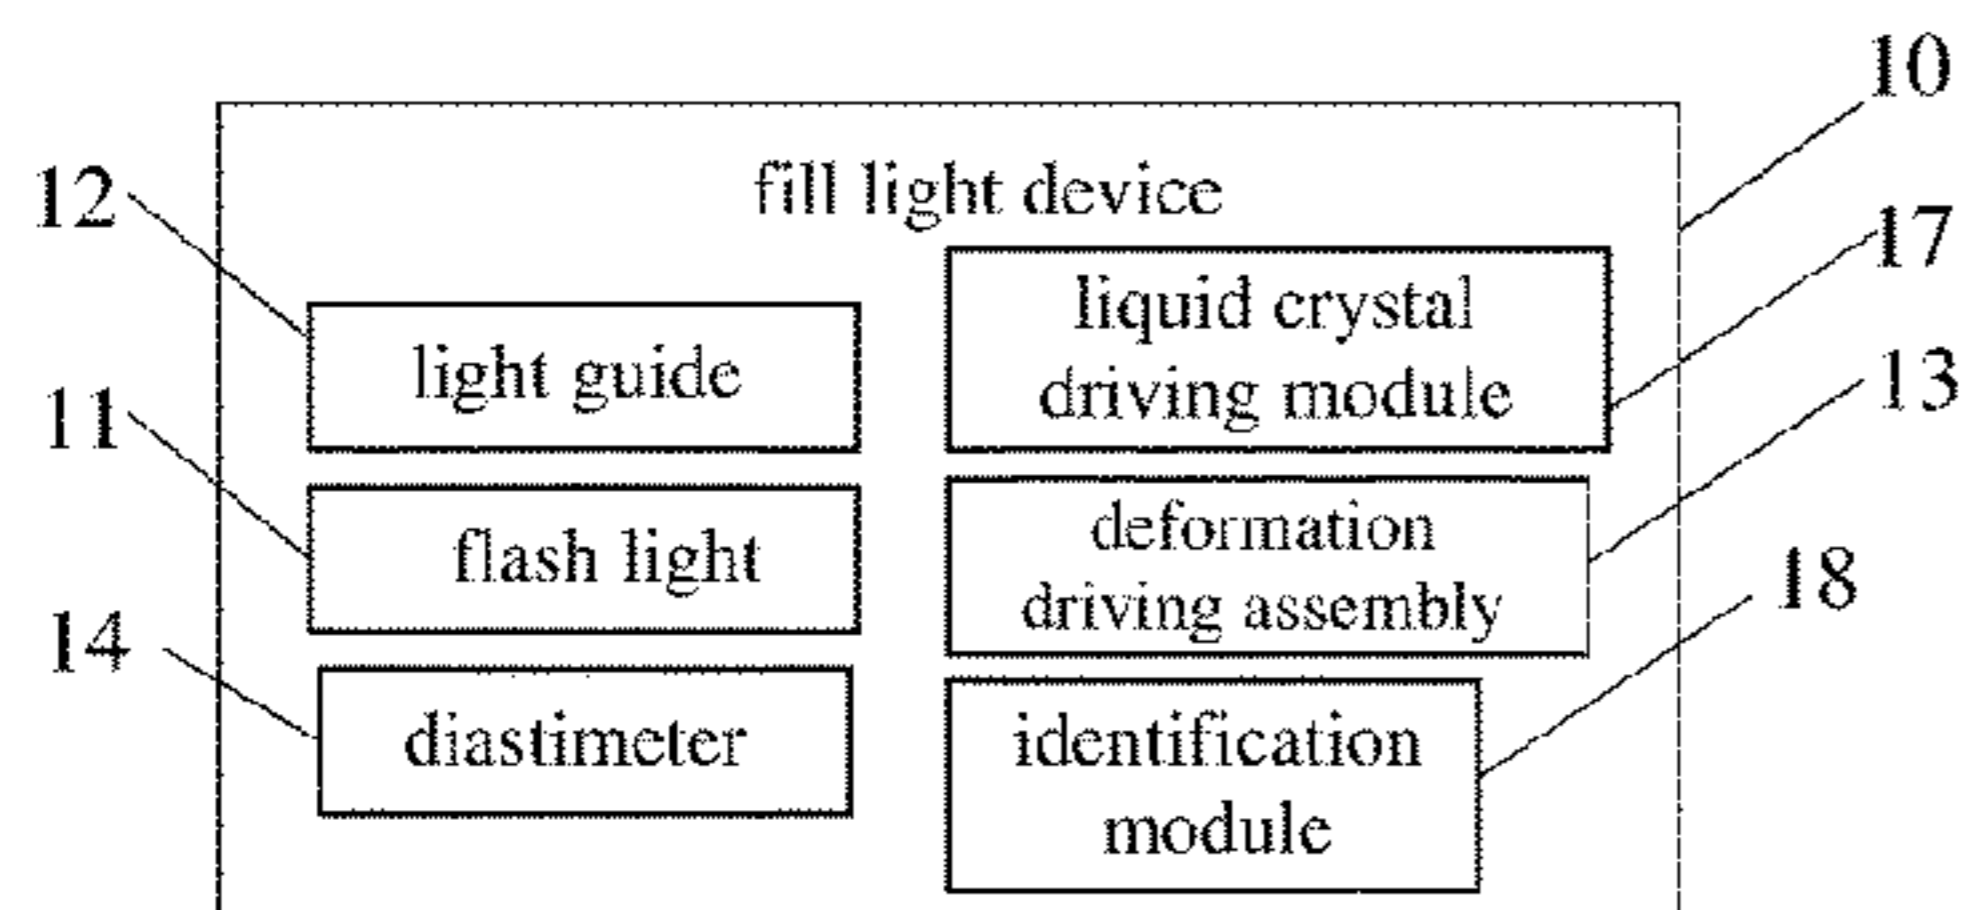 10
fill light device
12
17
liquid crystal
driving module
light guide
13
11
deformation
driving assembly
flash light
18
14
identification
module
diastimeter